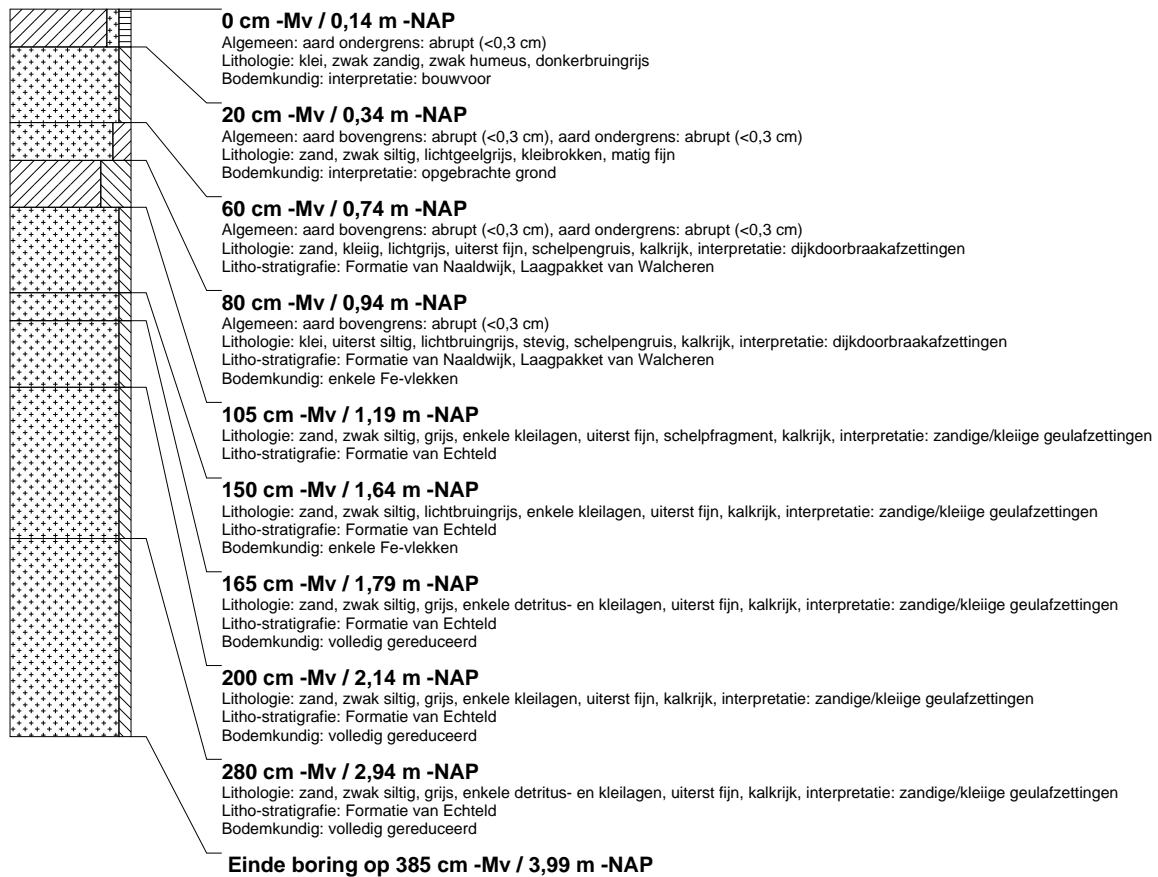 0 cm -Mv / 0,14 m -NAP
Algemeen: aard ondergrens: abrupt (<0,3 cm)
Lithologie: klei, zwak zandig, zwak humeus, donkerbruingrijs
Bodemkundig: interpretatie: bouwvoor
20 cm -Mv / 0,34 m -NAP
Algemeen: aard bovengrens: abrupt (<0,3 cm), aard ondergrens: abrupt (<0,3 cm)
Lithologie: zand, zwak siltig, lichtgeelgrijs, kleibrokken, matig fijn
Bodemkundig: interpretatie: opgebrachte grond
60 cm -Mv / 0,74 m -NAP
Algemeen: aard bovengrens: abrupt (<0,3 cm), aard ondergrens: abrupt (<0,3 cm)
Lithologie: zand, kleiig, lichtgrijs, uiterst fijn, schelpengruis, kalkrijk, interpretatie: dijkdoorbraakafzettingen
Litho-stratigrafie: Formatie van Naaldwijk, Laagpakket van Walcheren
80 cm -Mv / 0,94 m -NAP
Algemeen: aard bovengrens: abrupt (<0,3 cm)
Lithologie: klei, uiterst siltig, lichtbruingrijs, stevig, schelpengruis, kalkrijk, interpretatie: dijkdoorbraakafzettingen
Litho-stratigrafie: Formatie van Naaldwijk, Laagpakket van Walcheren
Bodemkundig: enkele Fe-vlekken
105 cm -Mv / 1,19 m -NAP
Lithologie: zand, zwak siltig, grijs, enkele kleilagen, uiterst fijn, schelpfragment, kalkrijk, interpretatie: zandige/kleiige geulafzettingen
Litho-stratigrafie: Formatie van Echteld
150 cm -Mv / 1,64 m -NAP
Lithologie: zand, zwak siltig, lichtbruingrijs, enkele kleilagen, uiterst fijn, kalkrijk, interpretatie: zandige/kleiige geulafzettingen
Litho-stratigrafie: Formatie van Echteld
Bodemkundig: enkele Fe-vlekken
165 cm -Mv / 1,79 m -NAP
Lithologie: zand, zwak siltig, grijs, enkele detritus- en kleilagen, uiterst fijn, kalkrijk, interpretatie: zandige/kleiige geulafzettingen
Litho-stratigrafie: Formatie van Echteld
Bodemkundig: volledig gereduceerd
200 cm -Mv / 2,14 m -NAP
Lithologie: zand, zwak siltig, grijs, enkele kleilagen, uiterst fijn, kalkrijk, interpretatie: zandige/kleiige geulafzettingen
Litho-stratigrafie: Formatie van Echteld
Bodemkundig: volledig gereduceerd
280 cm -Mv / 2,94 m -NAP
Lithologie: zand, zwak siltig, grijs, enkele detritus- en kleilagen, uiterst fijn, kalkrijk, interpretatie: zandige/kleiige geulafzettingen
Litho-stratigrafie: Formatie van Echteld
Bodemkundig: volledig gereduceerd
Einde boring op 385 cm -Mv / 3,99 m -NAP